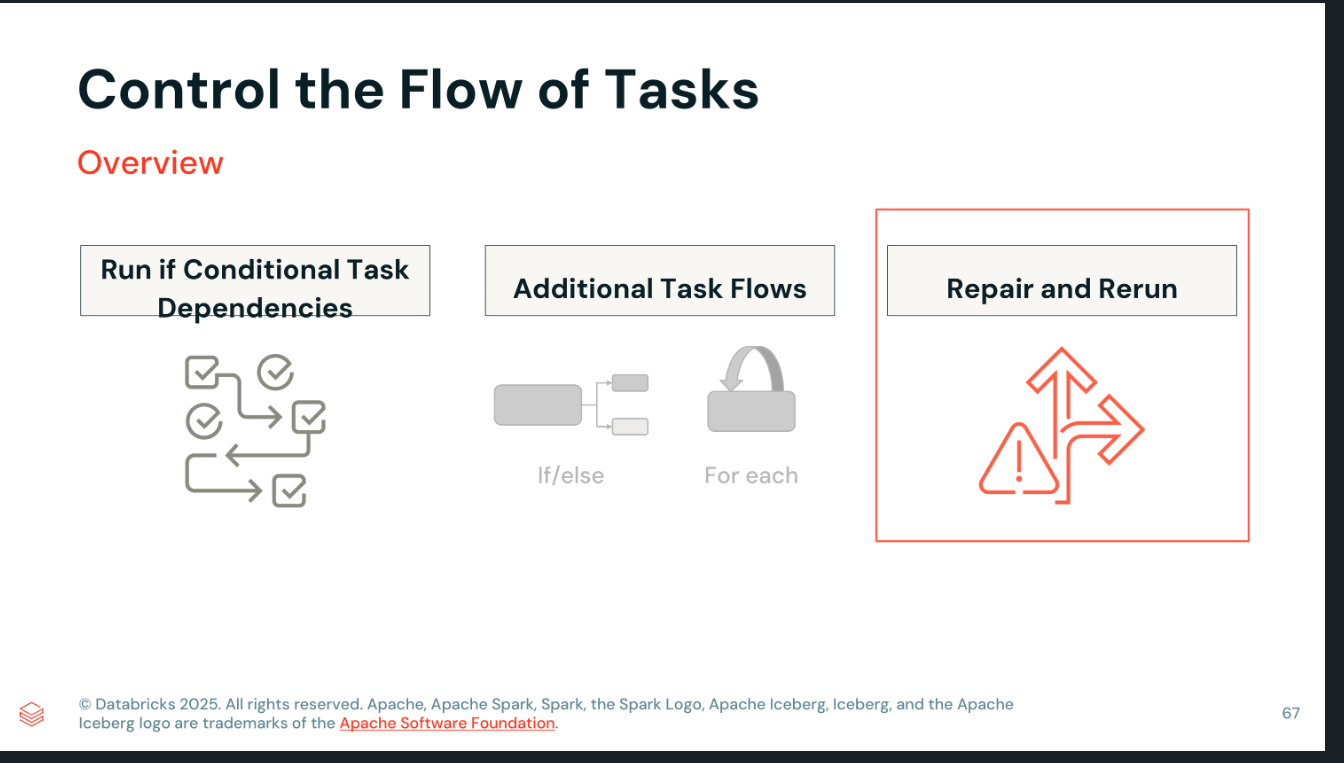 Control the Flow of Tasks
Overview
Run if Conditional Task
Dependencies
Additional Task Flows
Repair and Rerun
If/else
For each
© Databricks 2025. All rights reserved. Apache, Apache Spark, Spark, the Spark Logo, Apache Iceberg, Iceberg, and the Apache
Iceberg logo are trademarks of the Apache Software Foundation.
67